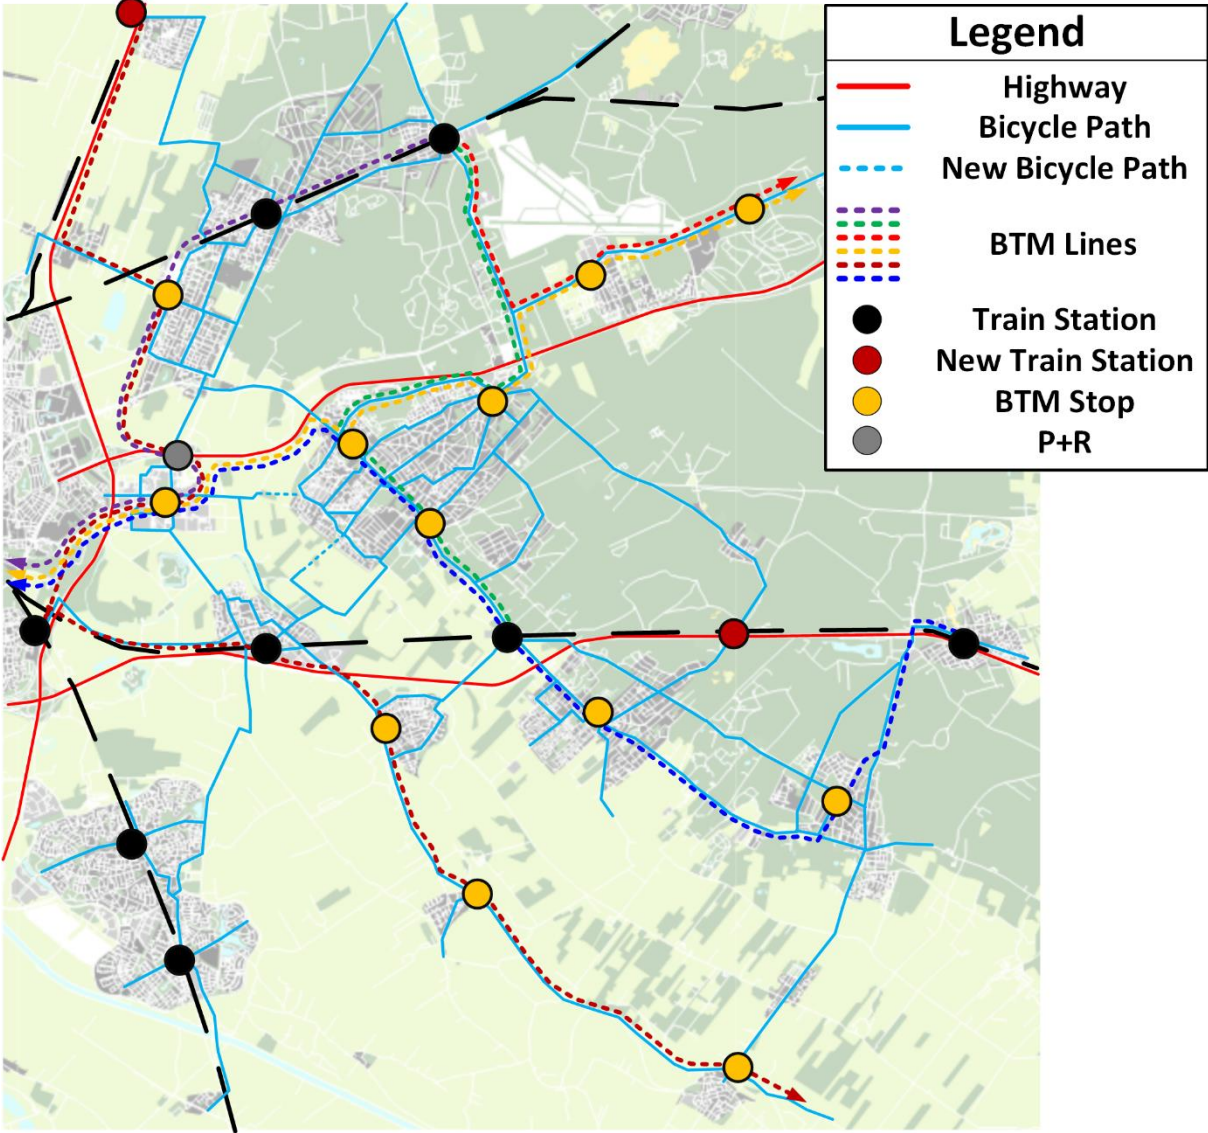 Legend
Highway
Bicycle Path
New Bicycle Path
BTM Lines
Train Station
New Train Station
BTM Stop
P+R